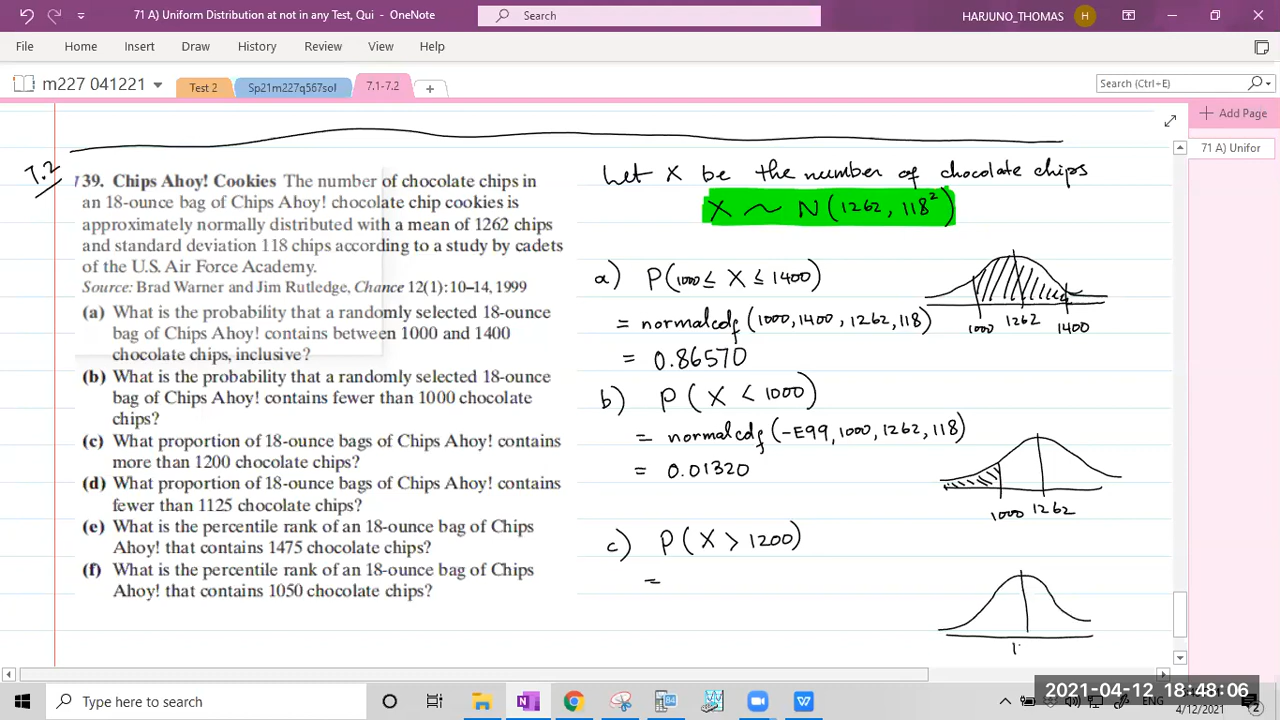 71 A) Uniform Distribution at not in any Test, Qui - OneNote
Search
HARJUNO_THOMAS
H
File Home Insert Draw History Review View Help
m227 041221
Test 2
Sp21m227q567sol
7.1-7.2
+
Search (Ctrl+E)
+ Add Page
71 A) Unifor
7.2
39. Chips Ahoy! Cookies The number of chocolate chips in
an 18-ounce bag of Chips Ahoy! chocolate chip cookies is
approximately normally distributed with a mean of 1262 chips
and standard deviation 118 chips according to a study by cadets
of the U.S. Air Force Academy.
Source: Brad Warner and Jim Rutledge, Chance 12(1): 10–14, 1999
(a) What is the probability that a randomly selected 18-ounce
bag of Chips Ahoy! contains between 1000 and 1400
chocolate chips, inclusive?
(b) What is the probability that a randomly selected 18-ounce
bag of Chips Ahoy! contains fewer than 1000 chocolate
chips?
(c) What proportion of 18-ounce bags of Chips Ahoy! contains
more than 1200 chocolate chips?
(d) What proportion of 18-ounce bags of Chips Ahoy! contains
fewer than 1125 chocolate chips?
(e) What is the percentile rank of an 18-ounce bag of Chips
Ahoy! that contains 1475 chocolate chips?
(f) What is the percentile rank of an 18-ounce bag of Chips
Ahoy! that contains 1050 chocolate chips?
Let X be the number of chocolate chips
X ~ N(1262, 118²)
a) P(1000 ≤ X ≤ 1400)
= normalcdf(1000, 1400, 1262, 118)
= 0.86570
1000 1262 1400
b) P(X < 1000)
= normalcdf(-E99, 1000, 1262, 118)
= 0.01320
1000 1262
c) P(X > 1200)
=
1
Type here to search
2021-04-12 18:48:06
4/12/2021
2